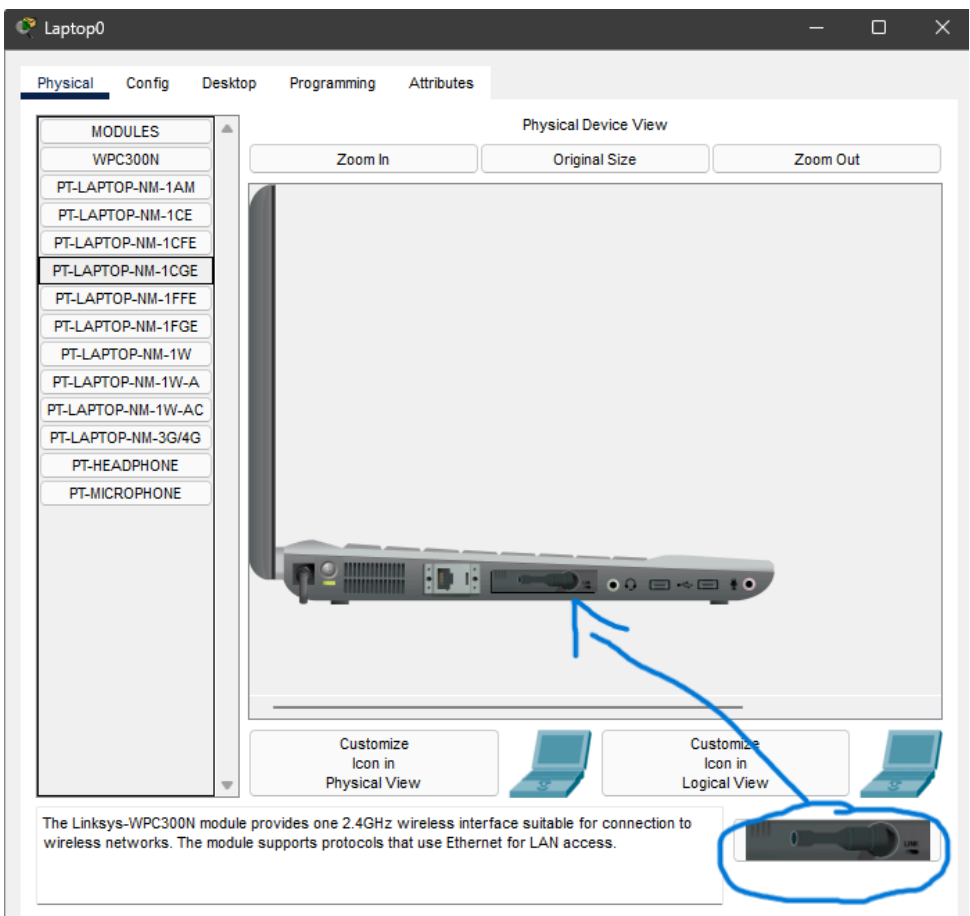 Laptop0
Physical Config Desktop Programming Attributes
MODULES
WPC300N
PT-LAPTOP-NM-1AM
PT-LAPTOP-NM-1CE
PT-LAPTOP-NM-1CFE
PT-LAPTOP-NM-1CGE
PT-LAPTOP-NM-1FFE
PT-LAPTOP-NM-1FGE
PT-LAPTOP-NM-1W
PT-LAPTOP-NM-1W-A
PT-LAPTOP-NM-1W-AC
PT-LAPTOP-NM-3G/4G
PT-HEADPHONE
PT-MICROPHONE
Physical Device View
Zoom In Original Size Zoom Out
Customize
Icon in
Physical View
Customize
Icon in
Logical View
The Linksys-WPC300N module provides one 2.4GHz wireless interface suitable for connection to
wireless networks. The module supports protocols that use Ethernet for LAN access.
LINK